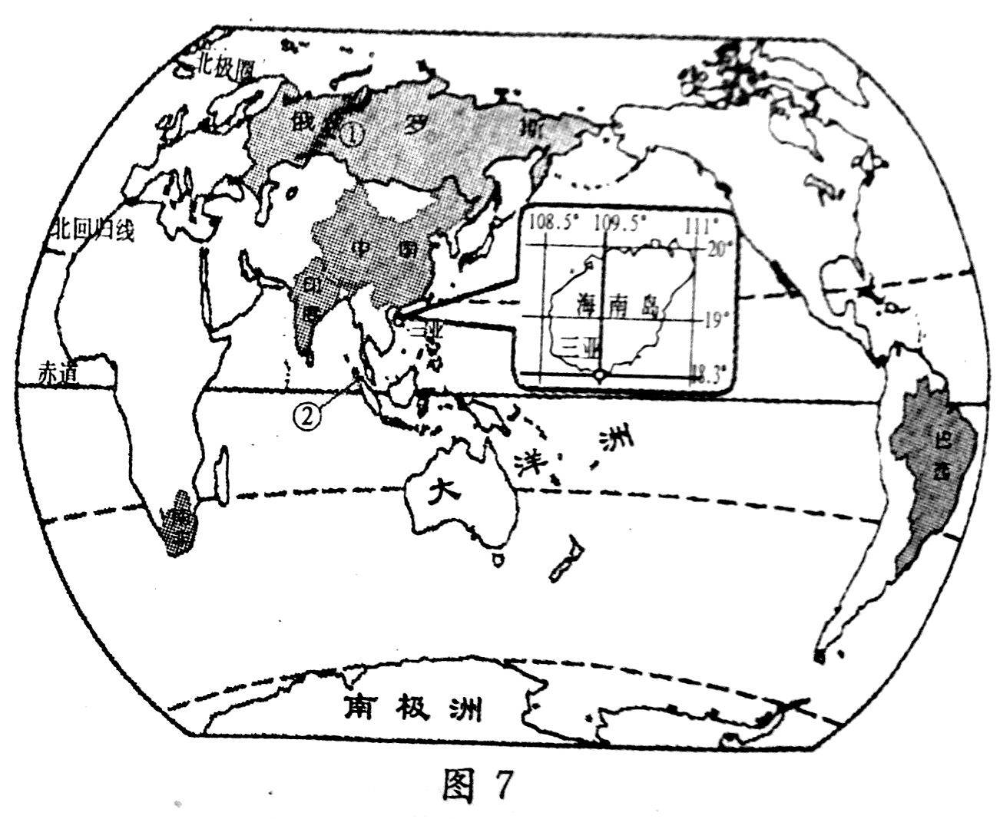 北极圈
俄 罗 斯
①
北回归线
108.5° 109.5° 111°
20°
中 国
印度
海 南 岛
19°
三亚
三亚
18.3°
赤道
②
大 洋 洲
巴西
南非
南 极 洲
图 7